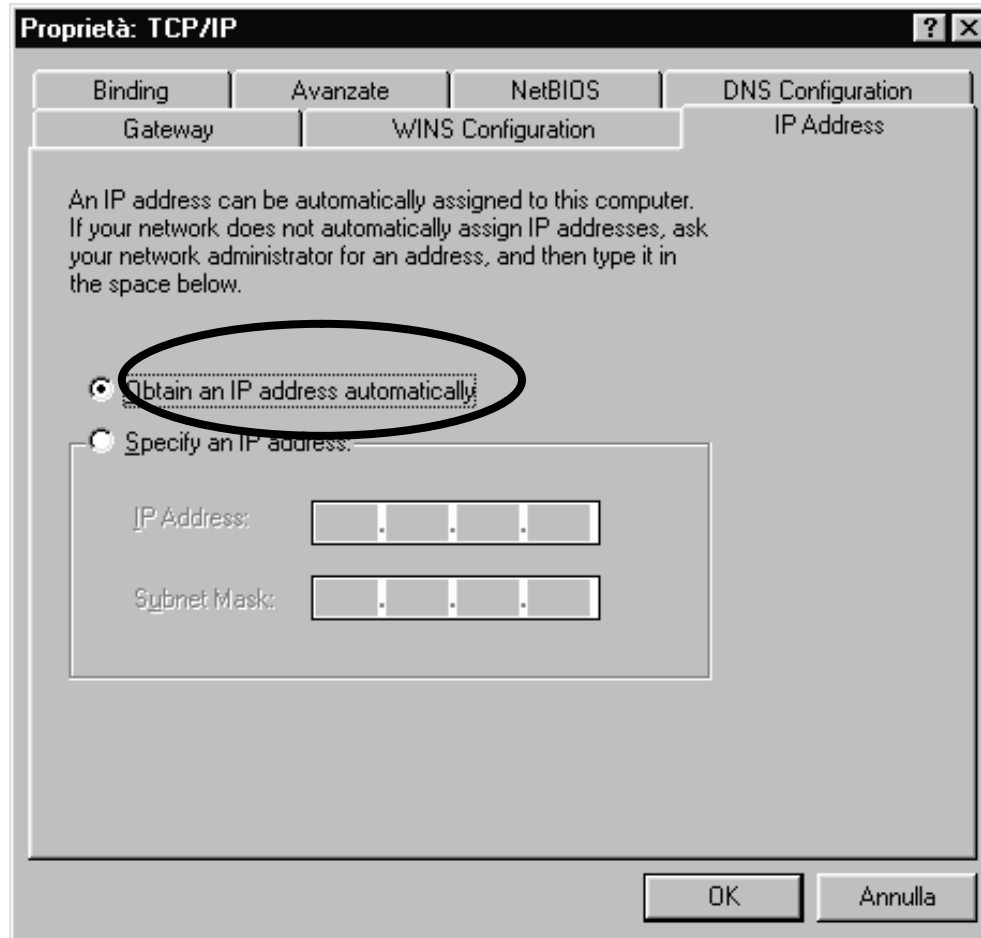 Proprietà: TCP/IP
Binding Avanzate NetBIOS DNS Configuration
Gateway WINS Configuration IP Address
An IP address can be automatically assigned to this computer.
If your network does not automatically assign IP addresses, ask
your network administrator for an address, and then type it in
the space below.
Obtain an IP address automatically
Specify an IP address:
IP Address:
. . .
Subnet Mask:
. . .
OK Annulla